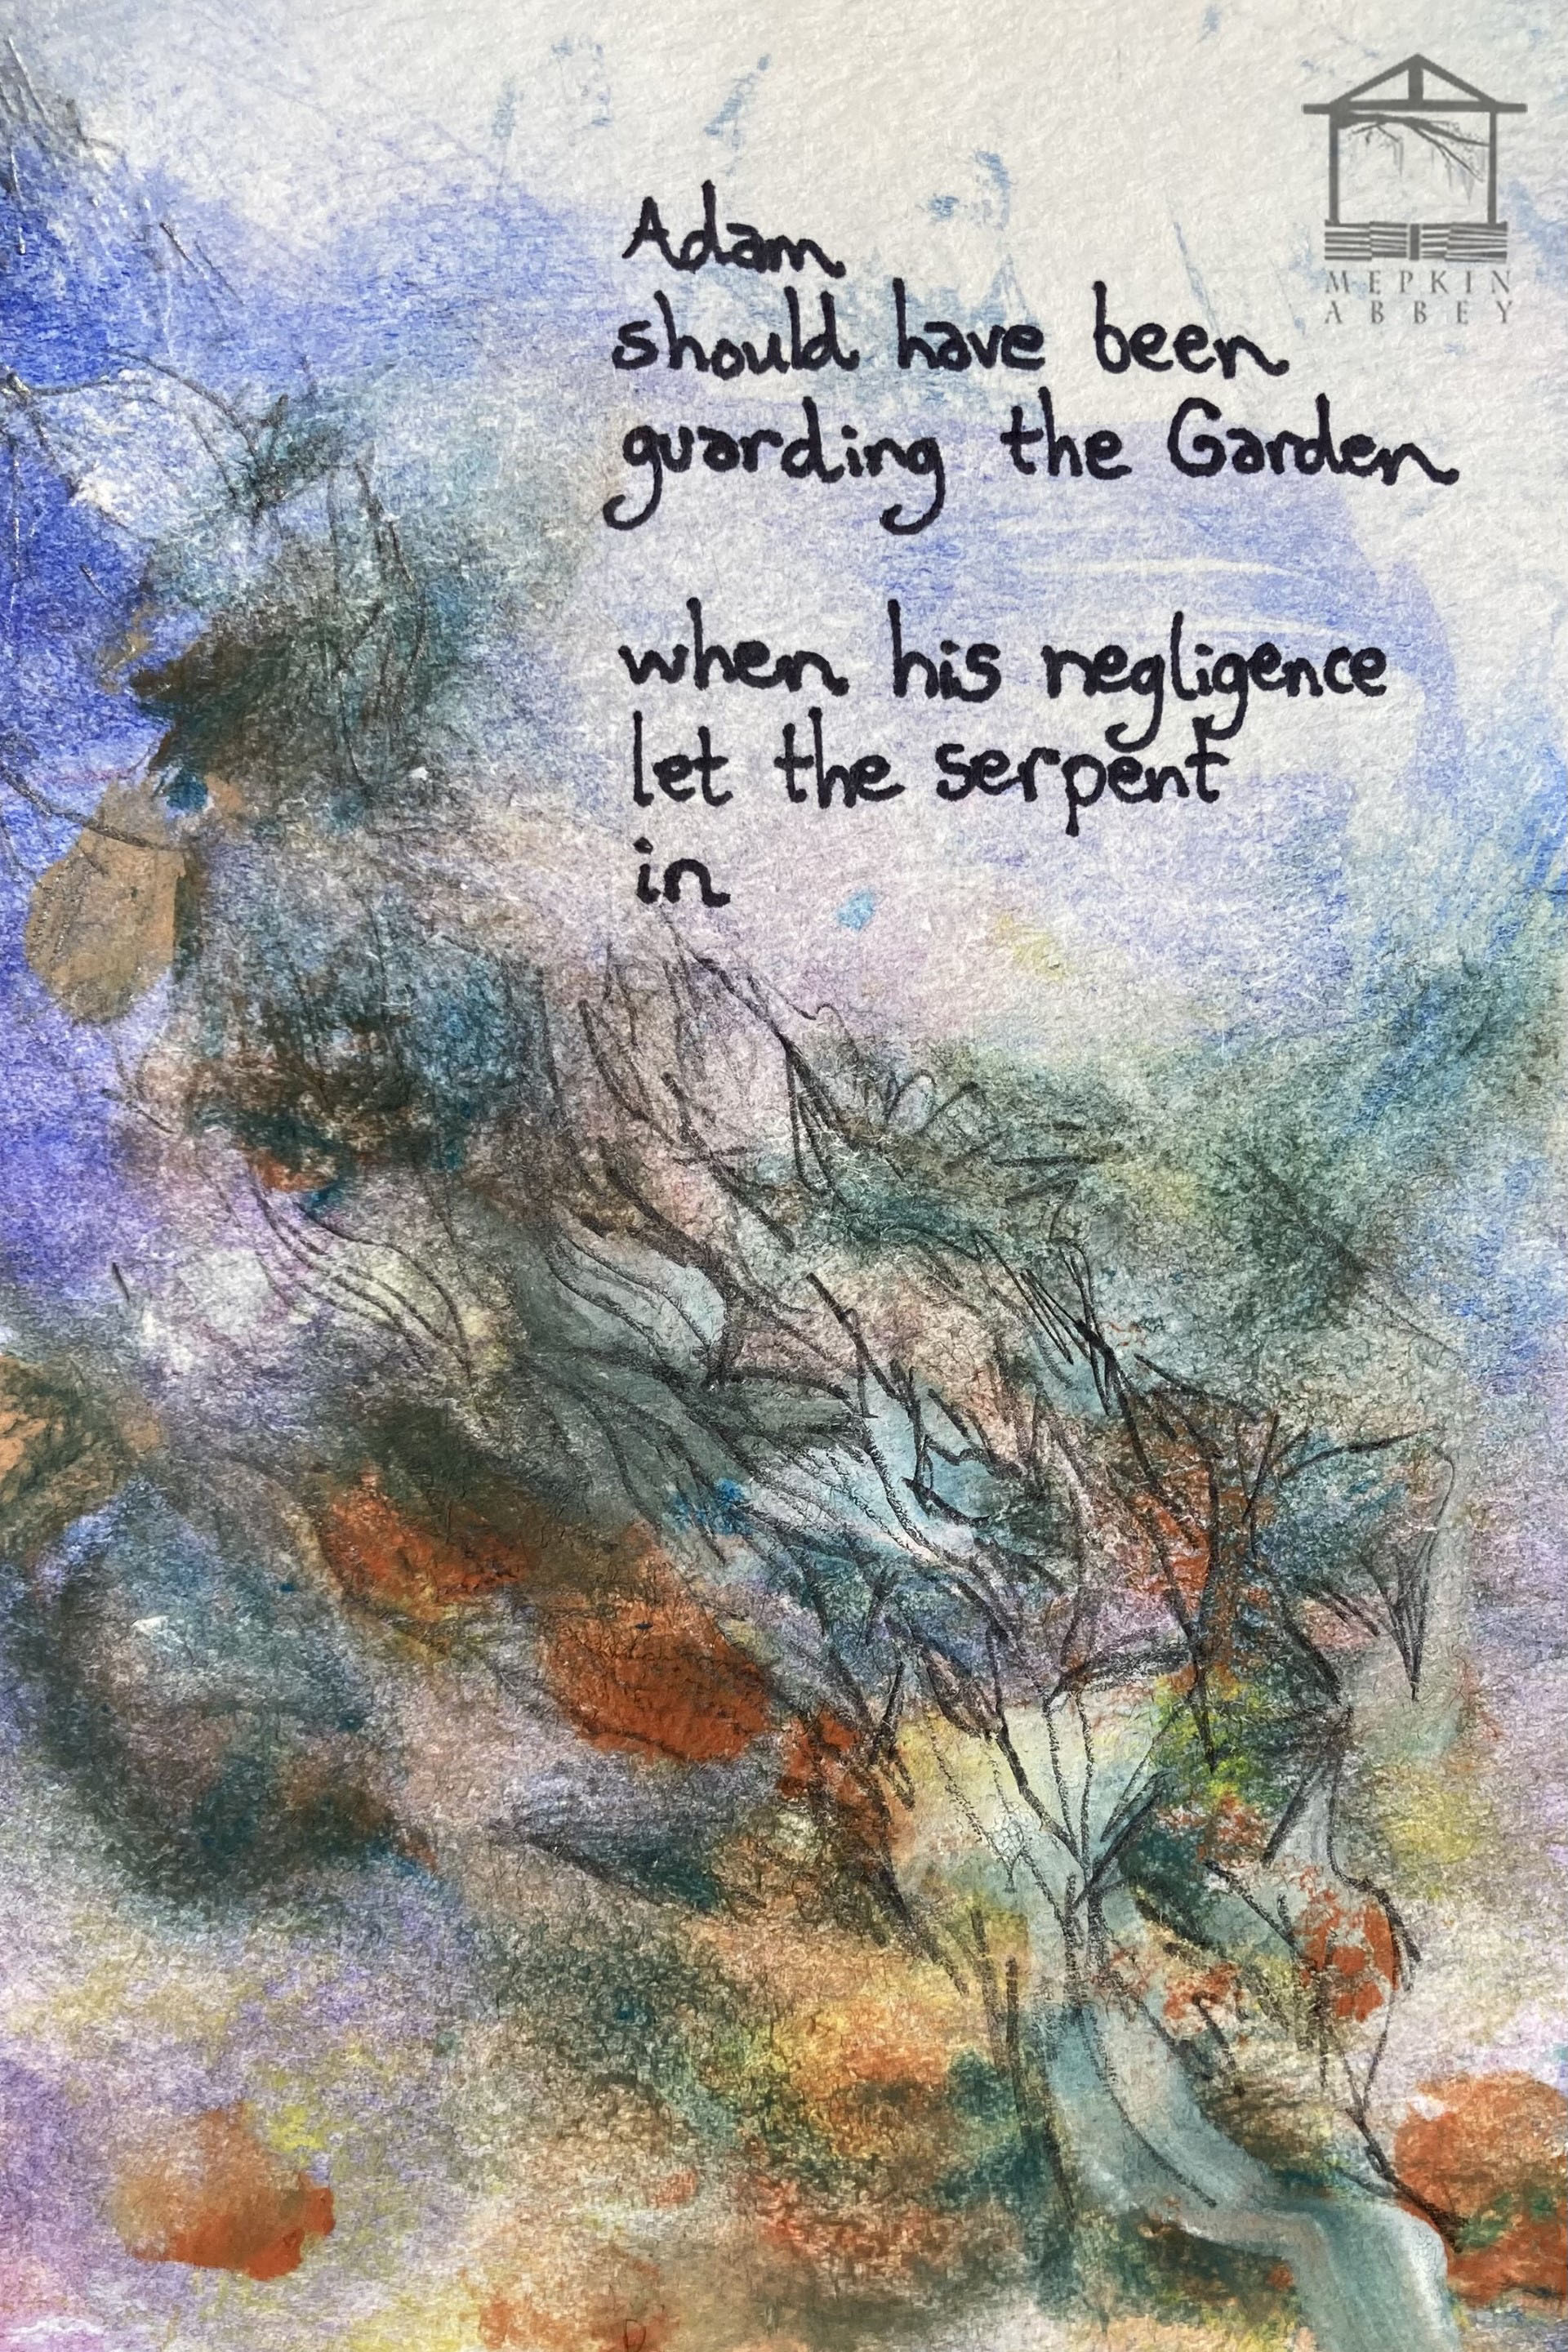 MEPKIN
ABBEY
Adam
should have been
guarding the Garden
when his negligence
let the serpent
in